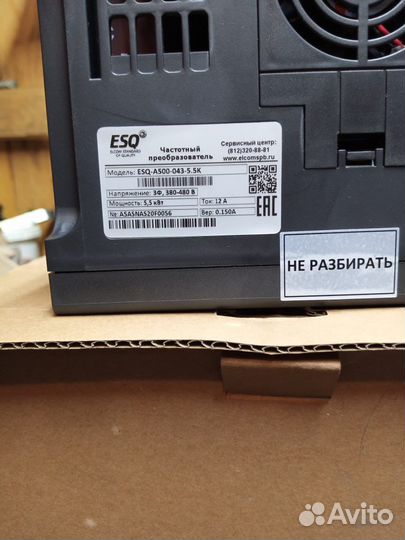 ESQ
ELCOM STANDARD
OF QUALITY
Частотный
преобразователь
Сервисный центр:
(812)320-88-81
www.elcomspb.ru
Модель: ESQ-A500-043-5.5K
Напряжение: 3Ф, 380-480 В
Мощность: 5,5 кВт
Ток: 12 А
№: A5A5NAS20F0056
Вер: 0.150A
EAC
НЕ РАЗБИРАТЬ
Avito